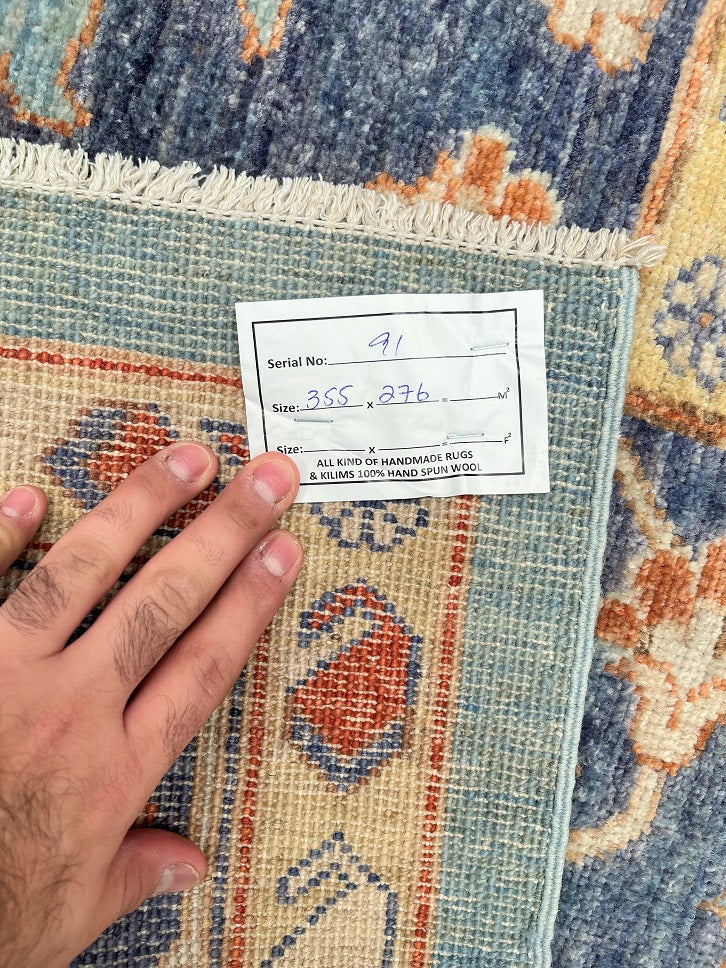 Serial No: 91
Size: 355 x 276 = M²
Size: x = F²
ALL KIND OF HANDMADE RUGS
& KILIMS 100% HAND SPUN WOOL